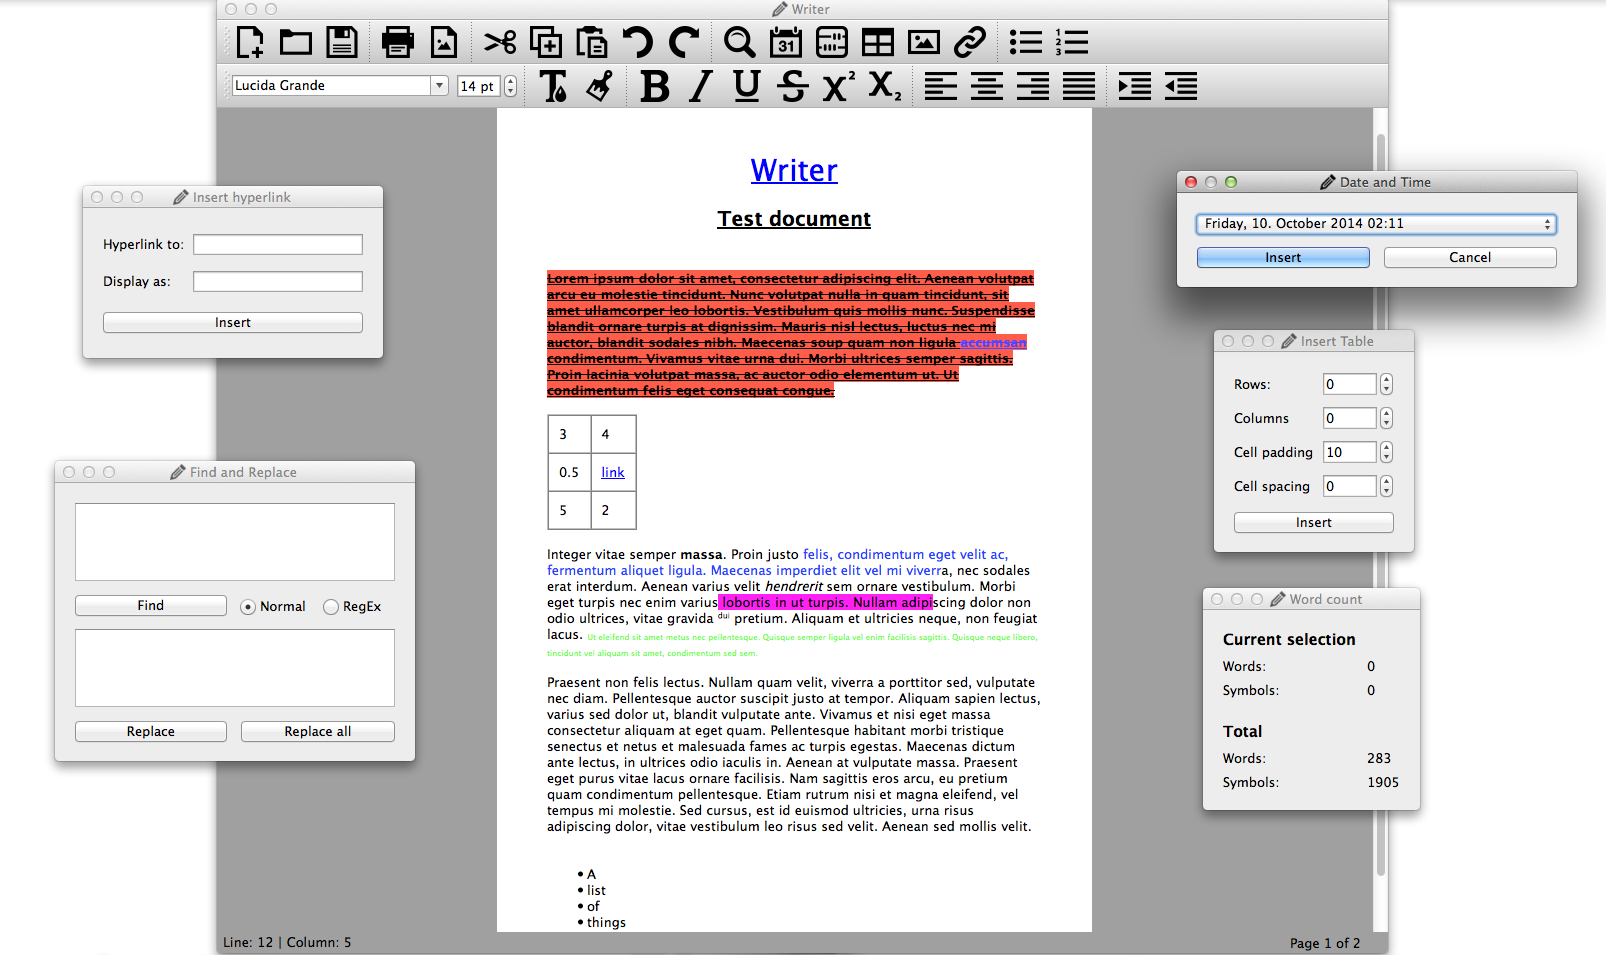 Writer
31
1
2
3
Lucida Grande
14 pt
T
B I U S X² X₂
Writer
Test document
Lorem ipsum dolor sit amet, consectetur adipiscing elit. Aenean volutpat
arcu eu molestie tincidunt. Nunc volutpat nulla in quam tincidunt, sit
amet ullamcorper leo lobortis. Vestibulum quis mollis nunc. Suspendisse
blandit ornare turpis at dignissim. Mauris nisl lectus, luctus nec mi
auctor, blandit sodales nibh. Maecenas soup quam non ligula accumsan
condimentum. Vivamus vitae urna dui. Morbi ultrices semper sagittis.
Proin lacinia volutpat massa, ac auctor odio elementum ut. Ut
condimentum felis eget consequat congue.
3 4
0.5 link
5 2
Integer vitae semper massa. Proin justo felis, condimentum eget velit ac,
fermentum aliquet ligula. Maecenas imperdiet elit vel mi viverra, nec sodales
erat interdum. Aenean varius velit hendrerit sem ornare vestibulum. Morbi
eget turpis nec enim varius lobortis in ut turpis. Nullam adipiscing dolor non
odio ultrices, vitae gravida dui pretium. Aliquam et ultricies neque, non feugiat
lacus. Ut eleifend sit amet metus nec pellentesque. Quisque semper ligula vel enim facilisis sagittis. Quisque neque libero,
tincidunt vel aliquam sit amet, condimentum sed sem.
Praesent non felis lectus. Nullam quam velit, viverra a porttitor sed, vulputate
nec diam. Pellentesque auctor suscipit justo at tempor. Aliquam sapien lectus,
varius sed dolor ut, blandit vulputate ante. Vivamus et nisi eget massa
consectetur aliquam at eget quam. Pellentesque habitant morbi tristique
senectus et netus et malesuada fames ac turpis egestas. Maecenas dictum
ante lectus, in ultrices odio iaculis in. Aenean at vulputate massa. Praesent
eget purus vitae lacus ornare facilisis. Nam sagittis eros arcu, eu pretium
quam condimentum pellentesque. Etiam rutrum nisi et magna eleifend, vel
tempus mi molestie. Sed cursus, est id euismod ultricies, urna risus
adipiscing dolor, vitae vestibulum leo risus sed velit. Aenean sed mollis velit.
• A
• list
• of
• things
Line: 12 | Column: 5
Page 1 of 2
Insert hyperlink
Hyperlink to:
Display as:
Insert
Find and Replace
Find
Normal
RegEx
Replace
Replace all
Date and Time
Friday, 10. October 2014 02:11
Insert
Cancel
Insert Table
Rows: 0
Columns 0
Cell padding 10
Cell spacing 0
Insert
Word count
Current selection
Words: 0
Symbols: 0
Total
Words: 283
Symbols: 1905